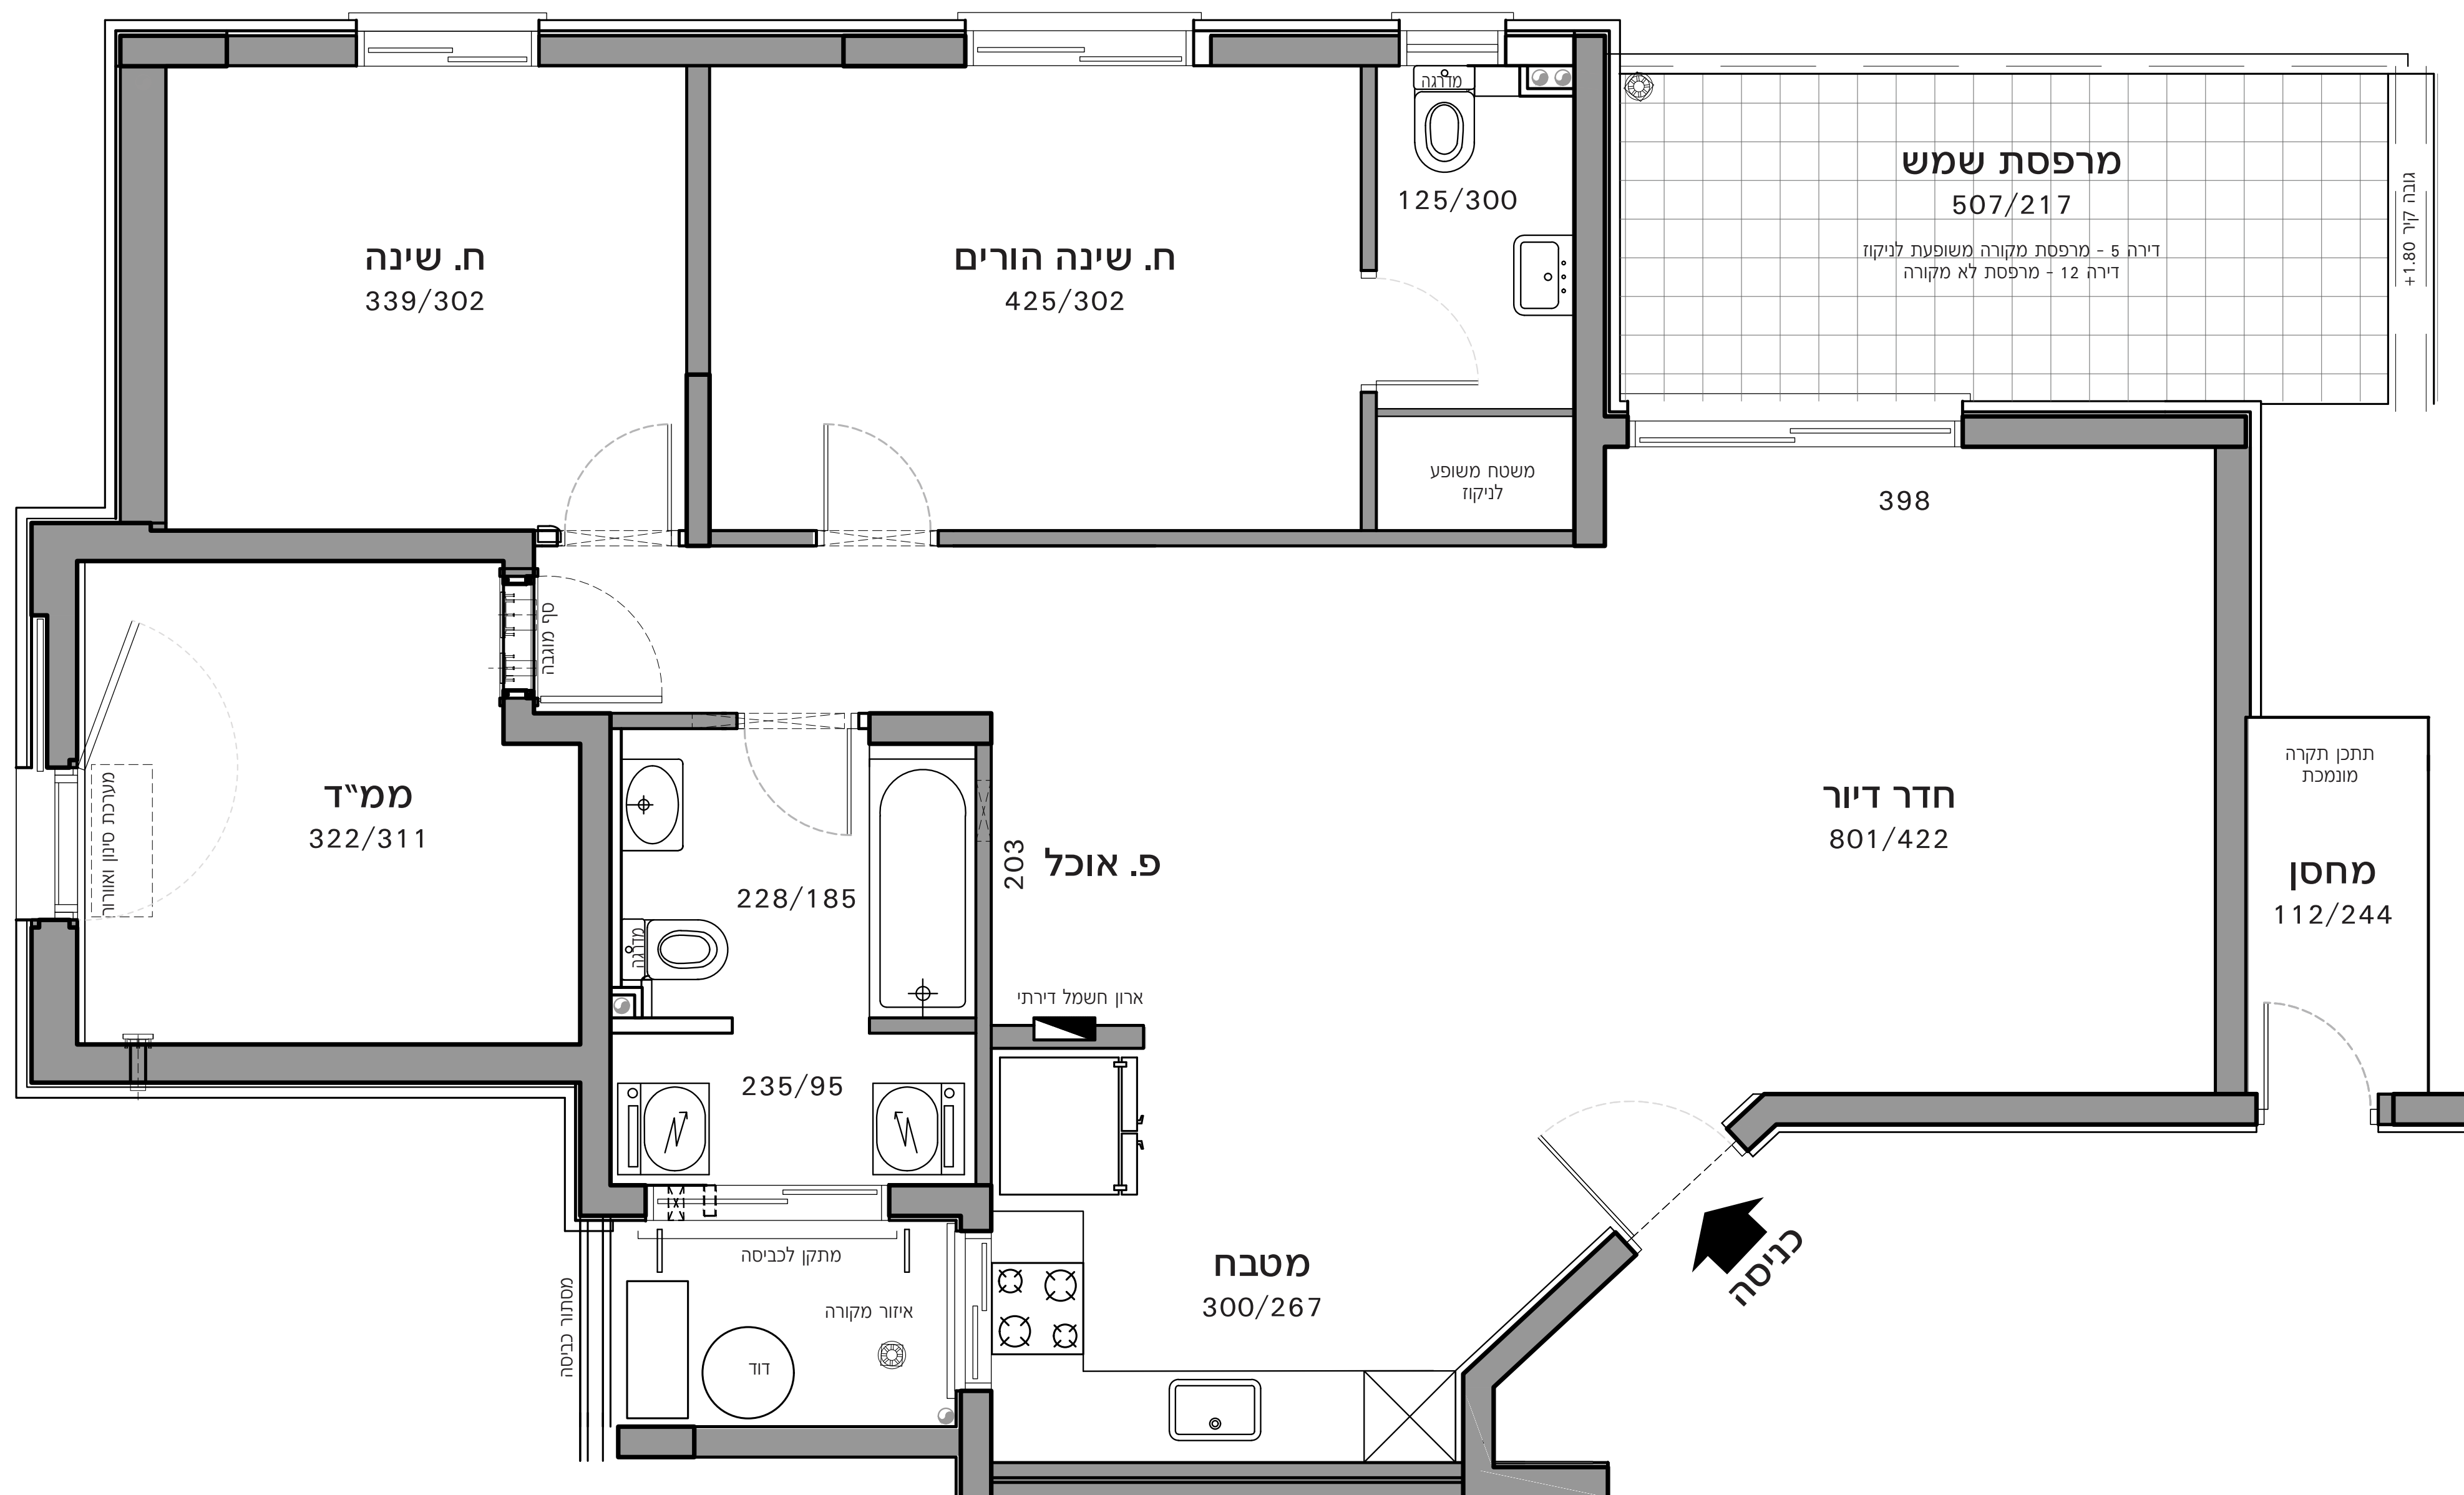 מדרגה
125/300
מרפסת שמש
507/217
דירה 5 - מרפסת מקורה משופעת לניקוז
דירה 12 - מרפסת לא מקורה
גובה קיר 1.80+
ח. שינה הורים
425/302
ח. שינה
339/302
משטח משופע
לניקוז
398
סף מוגבה
תתכן תקרה
מונמכת
מחסן
112/244
חדר דיור
801/422
פ. אוכל
203
228/185
מדרגה
ממ"ד
322/311
מערכת סינון ואוורור
ארון חשמל דירתי
235/95
כניסה
מטבח
300/267
מתקן לכביסה
איזור מקורה
דוד
מסתור כביסה